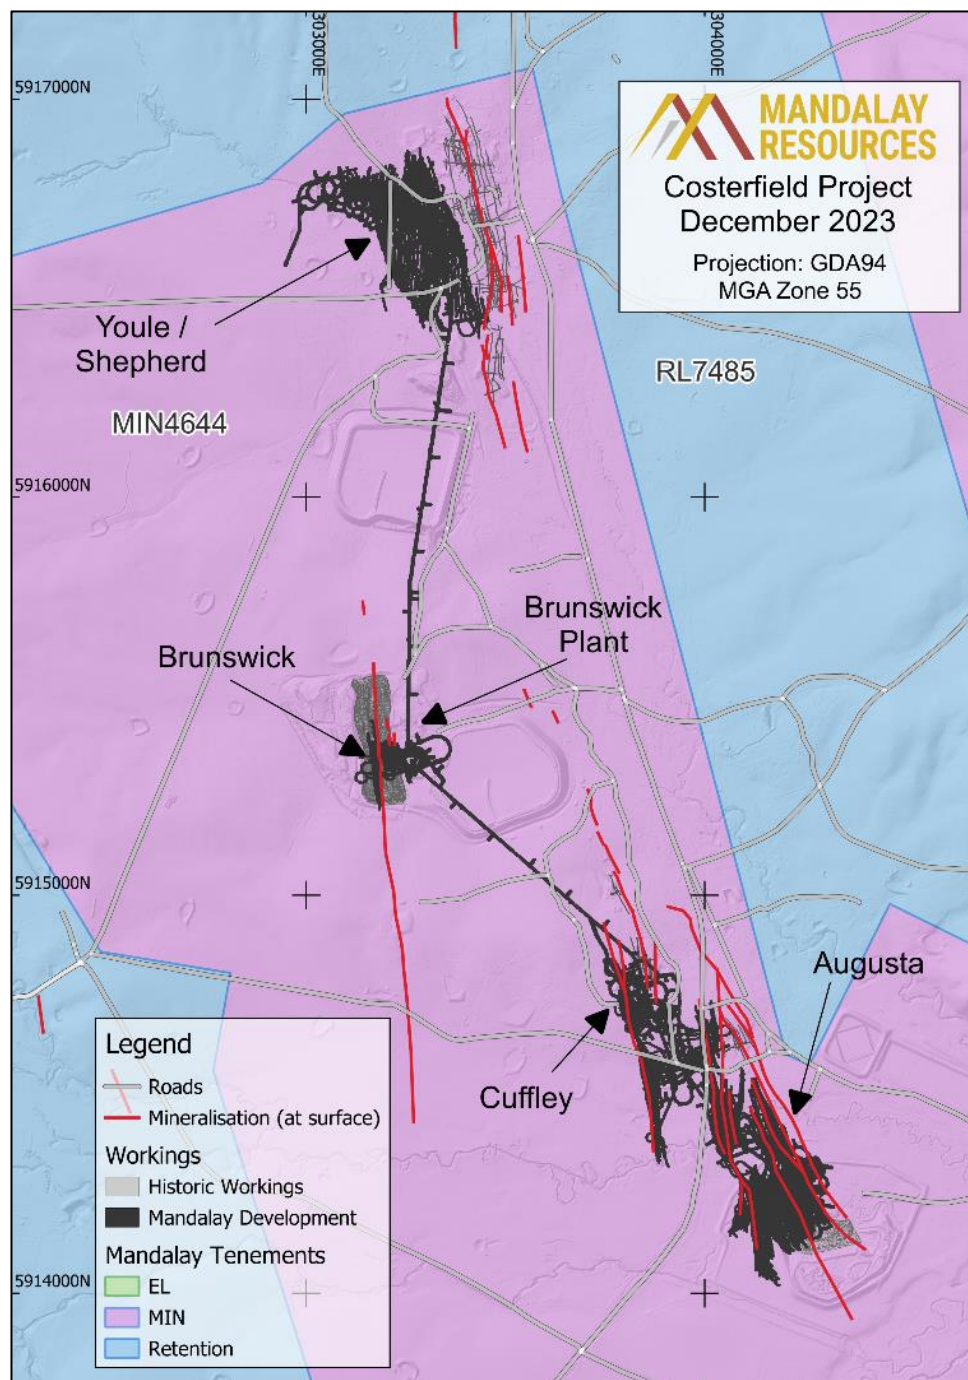 303000E
304000E
5917000N
MANDALAY
RESOURCES
Costerfield Project
December 2023
Projection: GDA94
MGA Zone 55
Youle /
Shepherd
RL7485
MIN4644
5916000N
Brunswick
Plant
Brunswick
5915000N
Augusta
Cuffley
Legend
Roads
Mineralisation (at surface)
Workings
Historic Workings
Mandalay Development
Mandalay Tenements
EL
MIN
Retention
5914000N